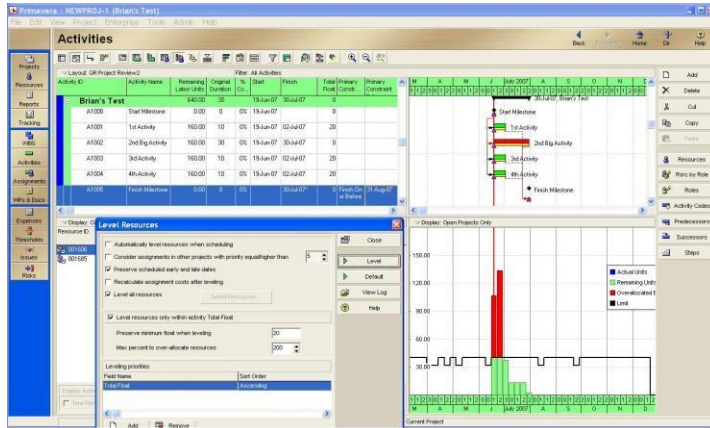 Primavera : NEWPROJ-1 (Brian's Test)
File Edit View Project Enterprise Tools Admin Help
Activities
Back Forward Home Dir... Help
Layout: QR Project Review2 Filter: All Activities
Activity ID Activity Name Remaining Labor Units Original Duration % Co... Start Finish Total Float Primary Constr... Primary Constraint
Brian's Test 640.00 30 19-Jun-07 30-Jul-07 0
A1000 Start Milestone 0.00 0 0% 19-Jun-07 0
A1001 1st Activity 160.00 10 0% 19-Jun-07 02-Jul-07 20
A1002 2nd Big Activity 160.00 30 0% 19-Jun-07 30-Jul-07 0
A1003 3rd Activity 160.00 10 0% 19-Jun-07 02-Jul-07 20
A1004 4th Activity 160.00 10 0% 19-Jun-07 02-Jul-07 20
A1005 Finish Milestone 0.00 0 0% 30-Jul-07* 0 Finish On or Before 31-Aug-07
M J July 2007 A S O N D
30-Jul-07, Brian's Test
Start Milestone
1st Activity
2nd Big Activity
3rd Activity
4th Activity
Finish Milestone
Projects
Resources
Reports
Tracking
WBS
Activities
Assignments
WPs & Docs
Expenses
Thresholds
Issues
Risks
Add
Delete
Cut
Copy
Paste
Resources
Rsrc by Role
Roles
Activity Codes
Predecessors
Successors
Steps
Resource ID
001606
001685
Level Resources
Automatically level resources when scheduling
Consider assignments in other projects with priority equal/higher than 5
Preserve scheduled early and late dates
Recalculate assignment costs after leveling
Level all resources Select Resources...
Level resources only within activity Total Float
Preserve minimum float when leveling 20
Max percent to over-allocate resources 200
Leveling priorities
Field Name Sort Order
Total Float Ascending
Add Remove
Close
Level
Default
View Log
Help
Display: Open Projects Only
150.00
90.00
30.00
Actual Units
Remaining Units
Overallocated
Limit
M J July 2007 A S O N D
Current Project